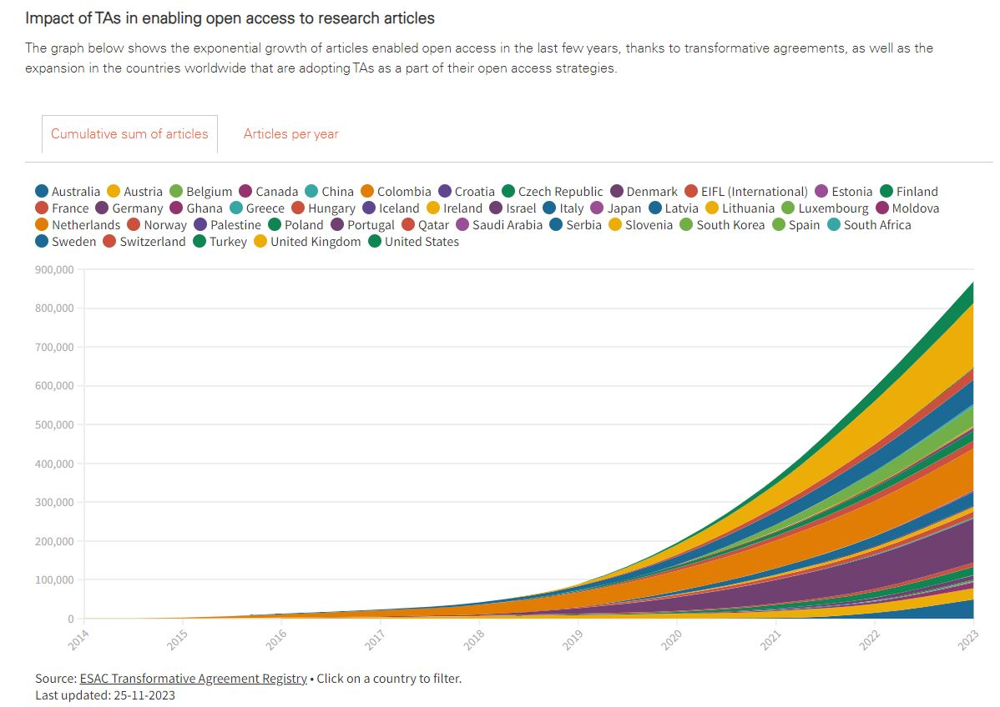 Impact of TAs in enabling open access to research articles
The graph below shows the exponential growth of articles enabled open access in the last few years, thanks to transformative agreements, as well as the
expansion in the countries worldwide that are adopting TAs as a part of their open access strategies.
Cumulative sum of articles Articles per year
Australia Austria Belgium Canada China Colombia Croatia Czech Republic Denmark EIFL (International) Estonia Finland
France Germany Ghana Greece Hungary Iceland Ireland Israel Italy Japan Latvia Lithuania Luxembourg Moldova
Netherlands Norway Palestine Poland Portugal Qatar Saudi Arabia Serbia Slovenia South Korea Spain South Africa
Sweden Switzerland Turkey United Kingdom United States
900,000
800,000
700,000
600,000
500,000
400,000
300,000
200,000
100,000
0
2014 2015 2016 2017 2018 2019 2020 2021 2022 2023
Source: ESAC Transformative Agreement Registry • Click on a country to filter.
Last updated: 25-11-2023